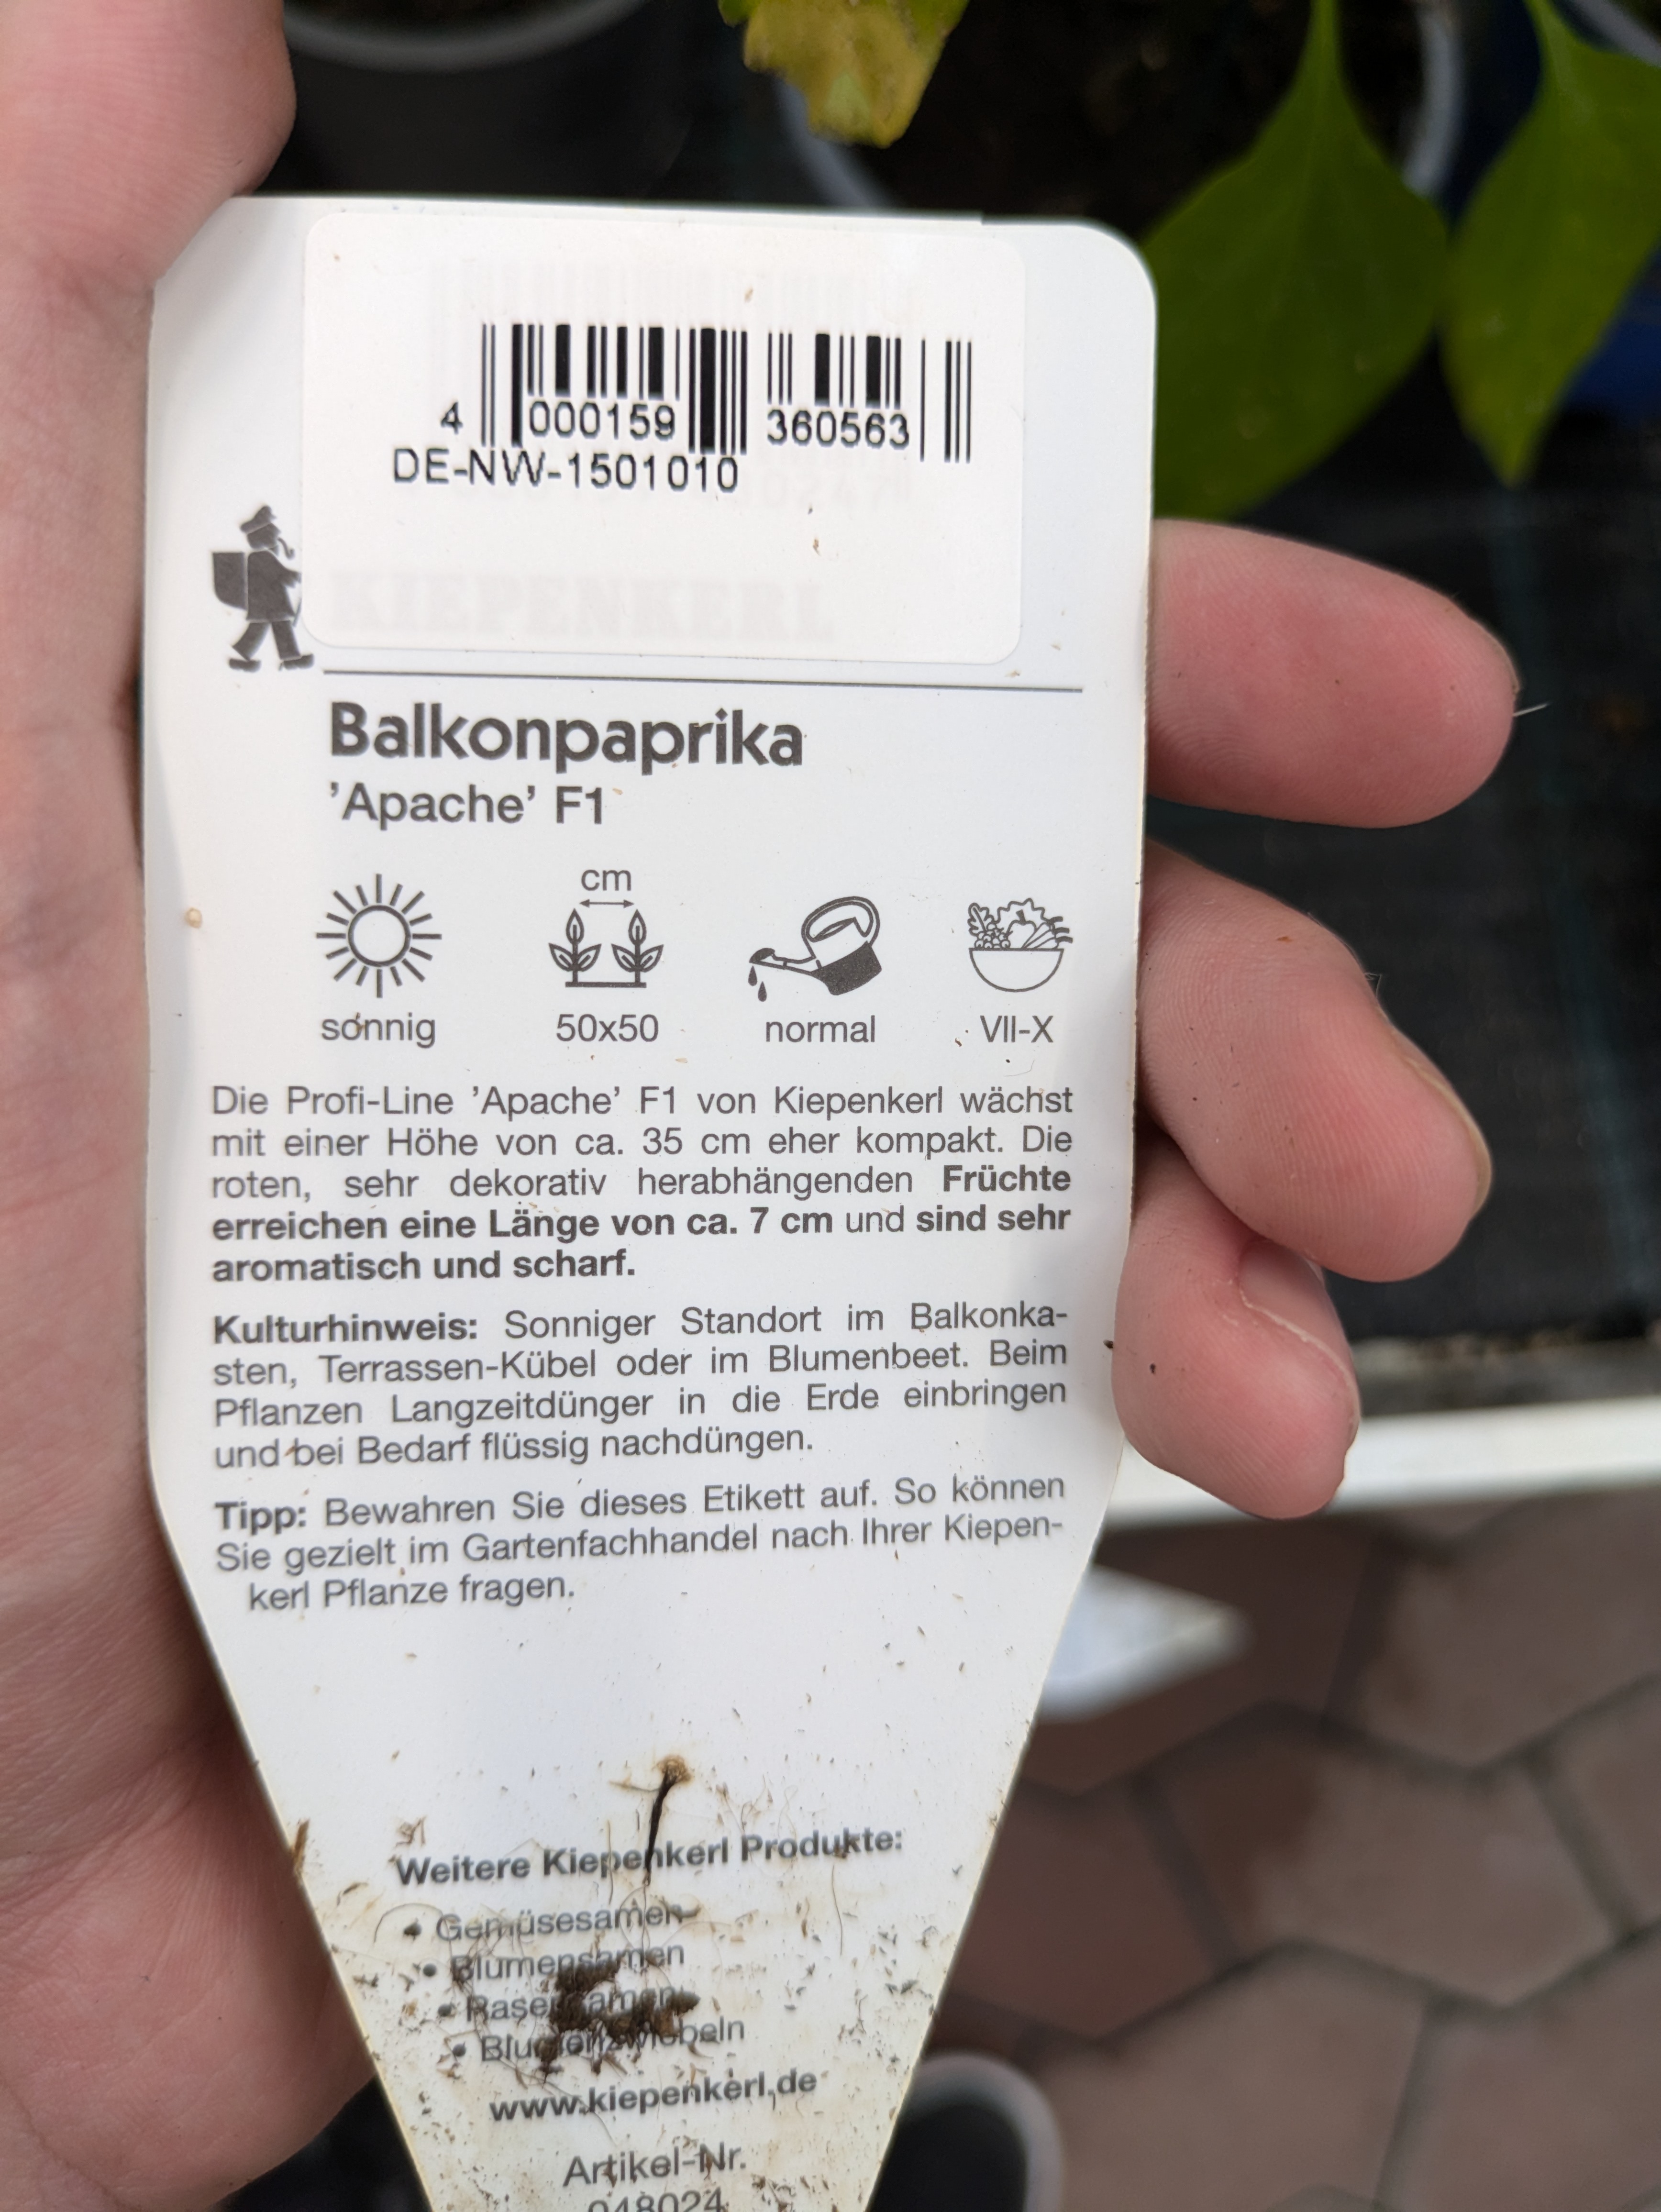 4 000159 360563
DE-NW-1501010
KIEPENKERL
Balkonpaprika
'Apache' F1
cm
sonnig 50x50 normal VII-X
Die Profi-Line 'Apache' F1 von Kiepenkerl wächst
mit einer Höhe von ca. 35 cm eher kompakt. Die
roten, sehr dekorativ herabhängenden Früchte
erreichen eine Länge von ca. 7 cm und sind sehr
aromatisch und scharf.
Kulturhinweis: Sonniger Standort im Balkonka-
sten, Terrassen-Kübel oder im Blumenbeet. Beim
Pflanzen Langzeitdünger in die Erde einbringen
und bei Bedarf flüssig nachdüngen.
Tipp: Bewahren Sie dieses Etikett auf. So können
Sie gezielt im Gartenfachhandel nach Ihrer Kiepen-
kerl Pflanze fragen.
Weitere Kiepenkerl Produkte:
• Gemüsesamen
• Blumensamen
• Rasensamen
• Blumenzwiebeln
www.kiepenkerl.de
Artikel-Nr.
048024